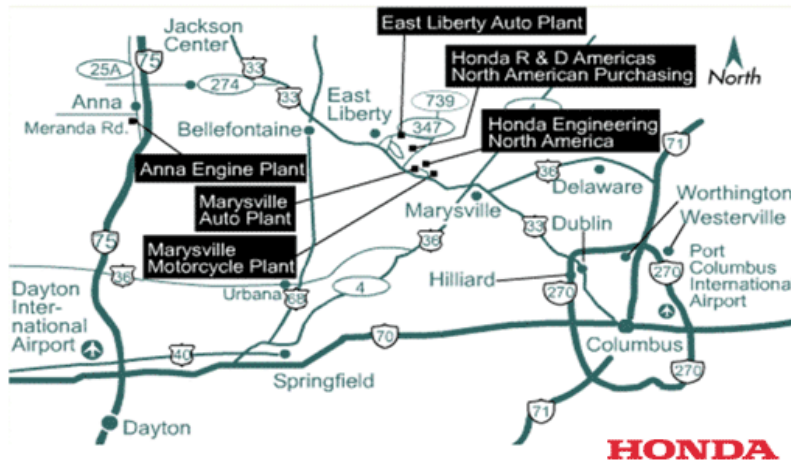 East Liberty Auto Plant
Jackson
Center
75
33
Honda R & D Americas
North American Purchasing
North
25A
274
33
East
Liberty
739
4
347
Anna
Meranda Rd.
Bellefontaine
Honda Engineering
North America
71
Anna Engine Plant
36
Delaware
Worthington
Westerville
Marysville
Auto Plant
Marysville
Dublin
33
75
Marysville
Motorcycle Plant
36
Hilliard
270
Port
Columbus
International
Airport
36
Urbana
68
4
270
Dayton
Inter-
national
Airport
70
Columbus
40
Springfield
270
71
Dayton
HONDA